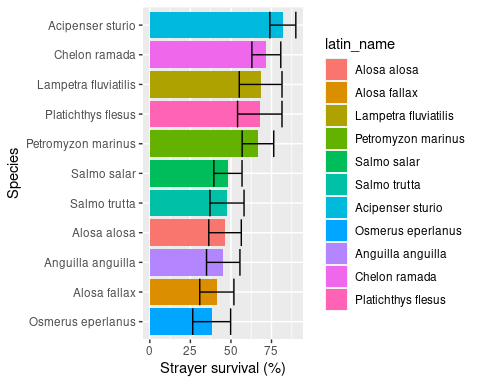 Species
Acipenser sturio
Chelon ramada
Lampetra fluviatilis
Platichthys flesus
Petromyzon marinus
Salmo salar
Salmo trutta
Alosa alosa
Anguilla anguilla
Alosa fallax
Osmerus eperlanus
0 25 50 75
Strayer survival (%)
latin_name
Alosa alosa
Alosa fallax
Lampetra fluviatilis
Petromyzon marinus
Salmo salar
Salmo trutta
Acipenser sturio
Osmerus eperlanus
Anguilla anguilla
Chelon ramada
Platichthys flesus